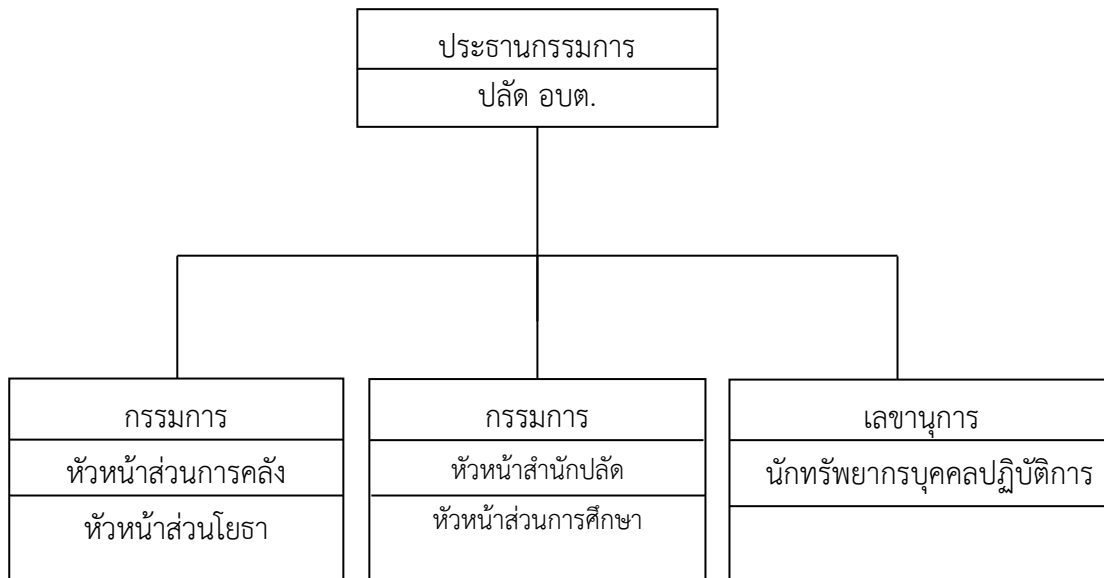 ประธานกรรมการ
ปลัด อบต.
กรรมการ
หัวหน้าส่วนการคลัง
หัวหน้าส่วนโยธา
กรรมการ
หัวหน้าสำนักปลัด
หัวหน้าส่วนการศึกษา
เลขานุการ
นักทรัพยากรบุคคลปฏิบัติการ